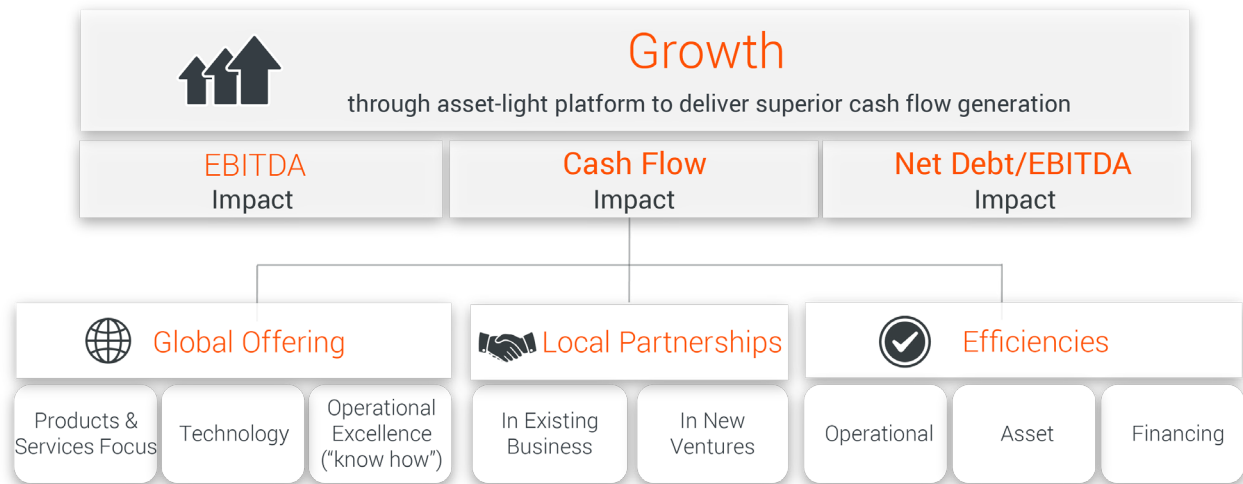 Growth
through asset-light platform to deliver superior cash flow generation
EBITDA
Impact
Cash Flow
Impact
Net Debt/EBITDA
Impact
Global Offering
Products &
Services Focus
Technology
Operational
Excellence
(“know how”)
Local Partnerships
In Existing
Business
In New
Ventures
Efficiencies
Operational
Asset
Financing